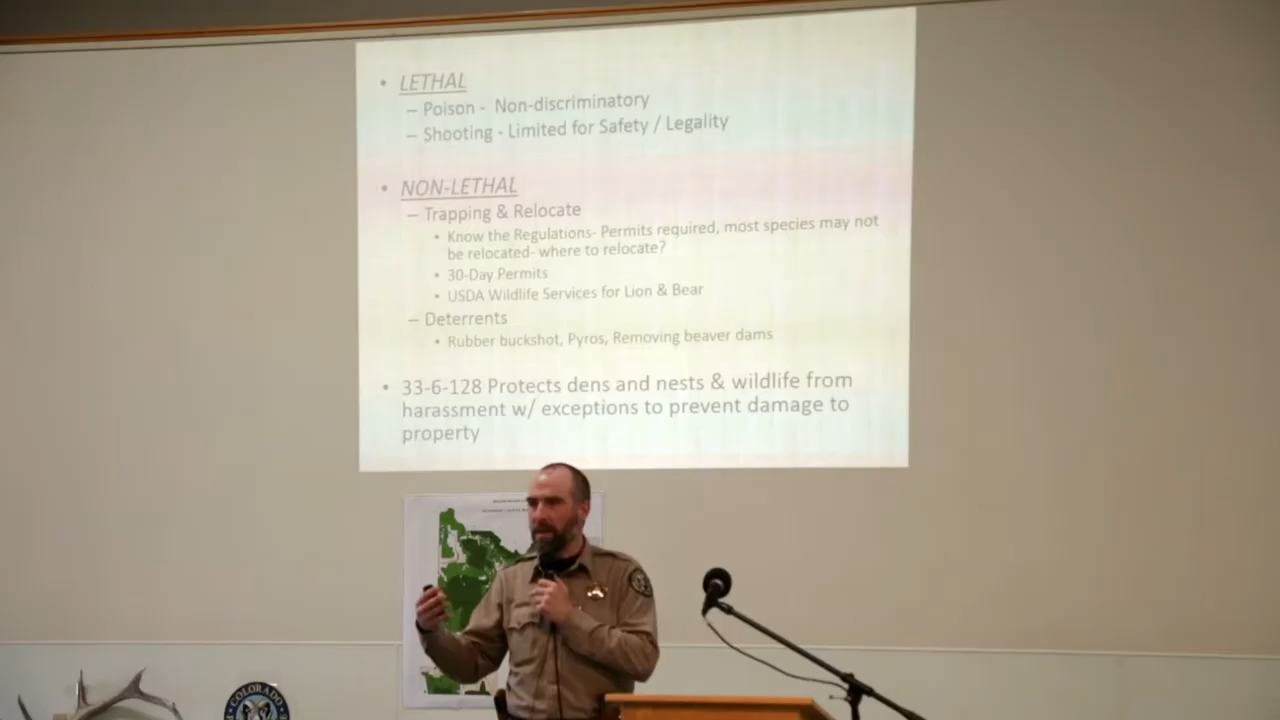 • LETHAL
– Poison - Non-discriminatory
– Shooting - Limited for Safety / Legality
• NON-LETHAL
– Trapping & Relocate
• Know the Regulations- Permits required, most species may not
be relocated- where to relocate?
• 30-Day Permits
• USDA Wildlife Services for Lion & Bear
– Deterrents
• Rubber buckshot, Pyros, Removing beaver dams
• 33-6-128 Protects dens and nests & wildlife from
harassment w/ exceptions to prevent damage to
property
COLORADO